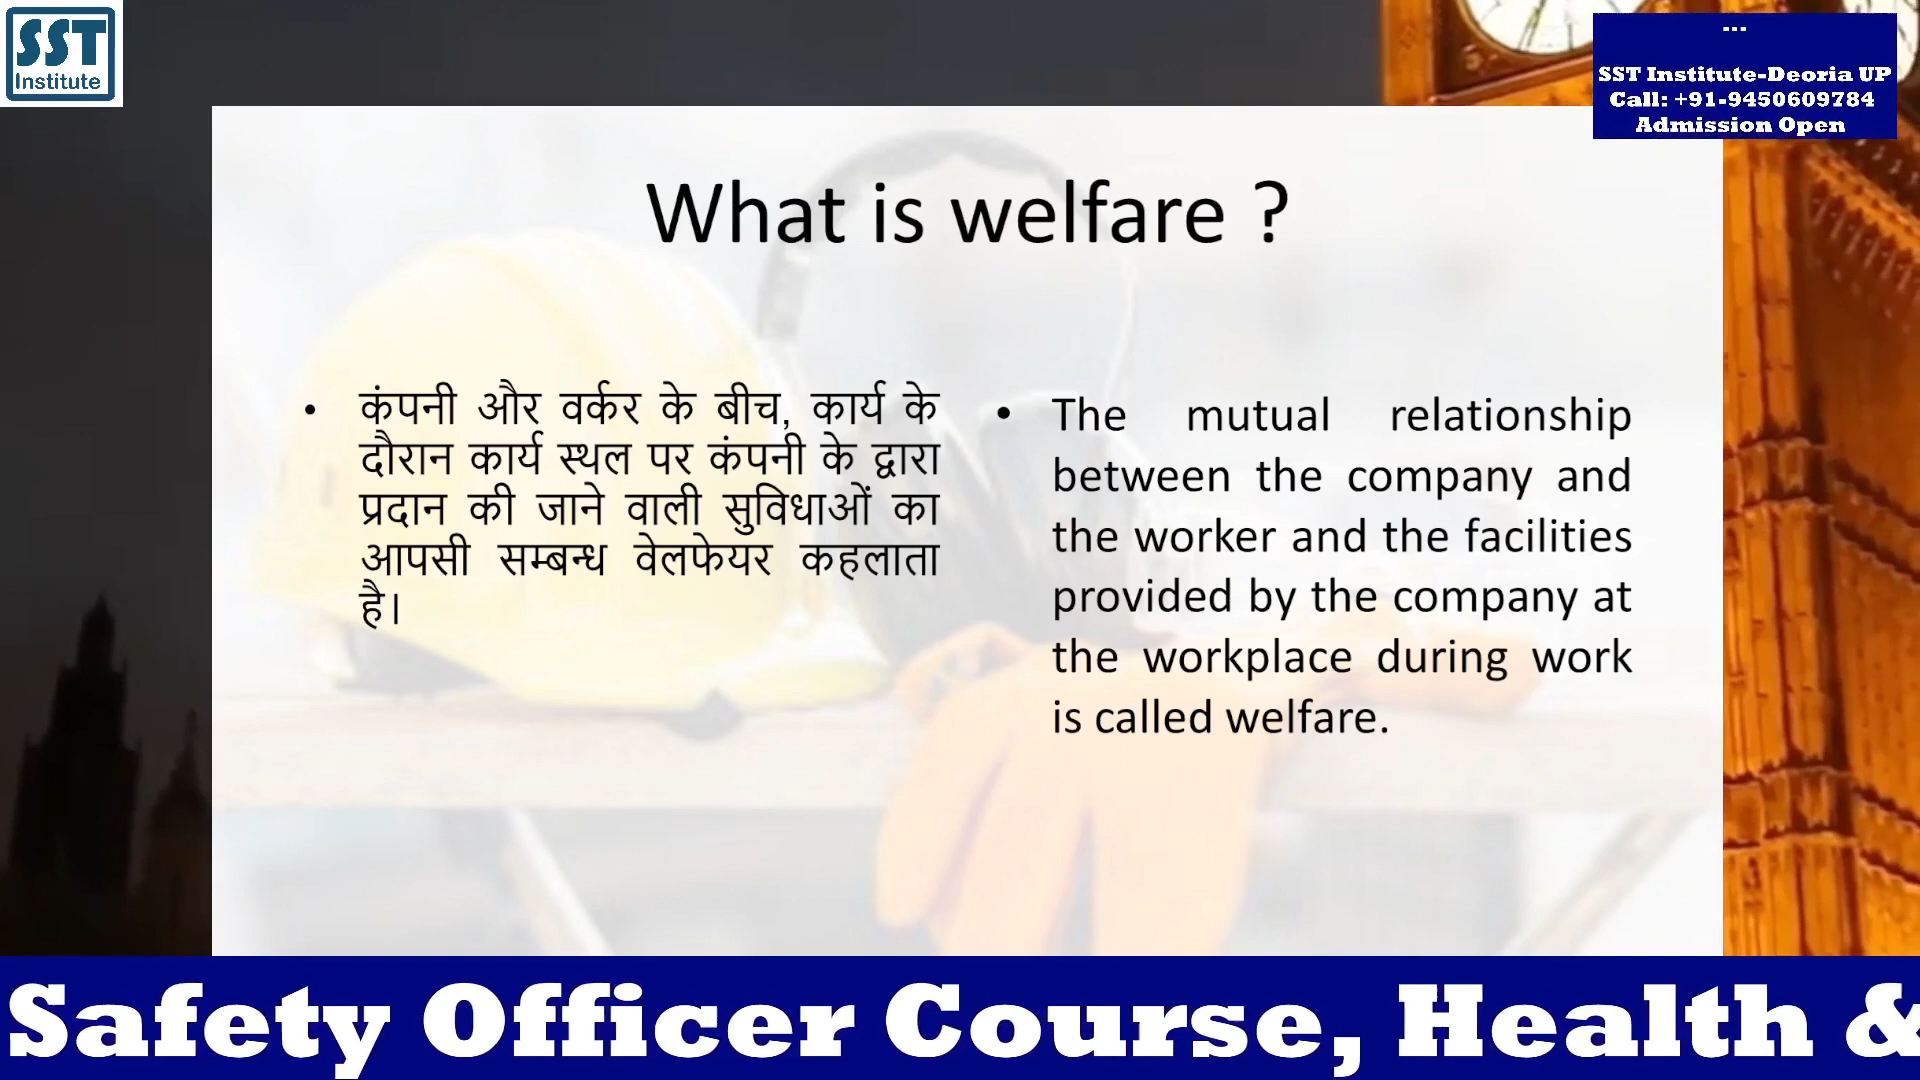 SST
Institute
...
SST Institute-Deoria UP
Call: +91-9450609784
Admission Open
What is welfare ?
• कंपनी और वर्कर के बीच, कार्य के
दौरान कार्य स्थल पर कंपनी के द्वारा
प्रदान की जाने वाली सुविधाओं का
आपसी सम्बन्ध वेलफेयर कहलाता
है।
• The mutual relationship
between the company and
the worker and the facilities
provided by the company at
the workplace during work
is called welfare.
Safety Officer Course, Health &